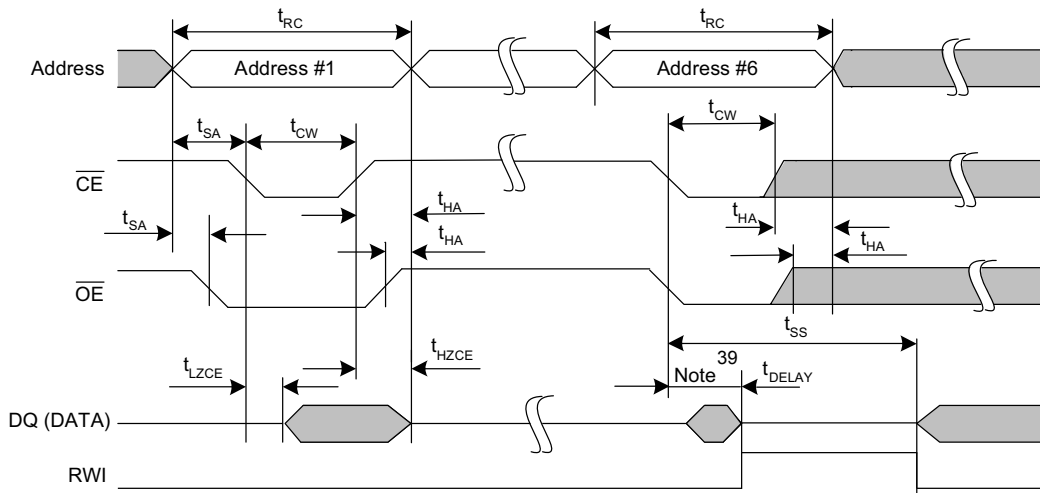 tRC tRC
Address Address #1 Address #6
tCW
tSA tCW
CE
tHA
tSA tHA
tHA tHA
OE
tSS
39
tLZCE tHZCE Note tDELAY
DQ (DATA)
RWI